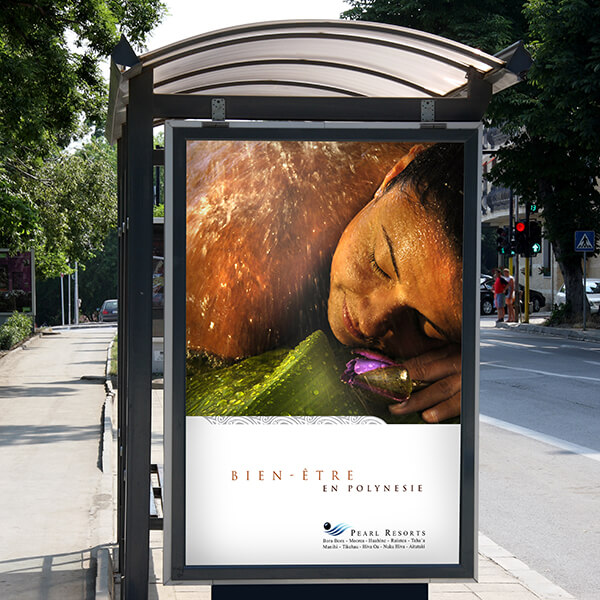 BIEN-ÊTRE
EN POLYNESIE
PEARL RESORTS
Bora Bora - Moorea - Huahine - Raiatea - Taha'a
Manihi - Tikehau - Hiva Oa - Nuku Hiva - Aitutaki